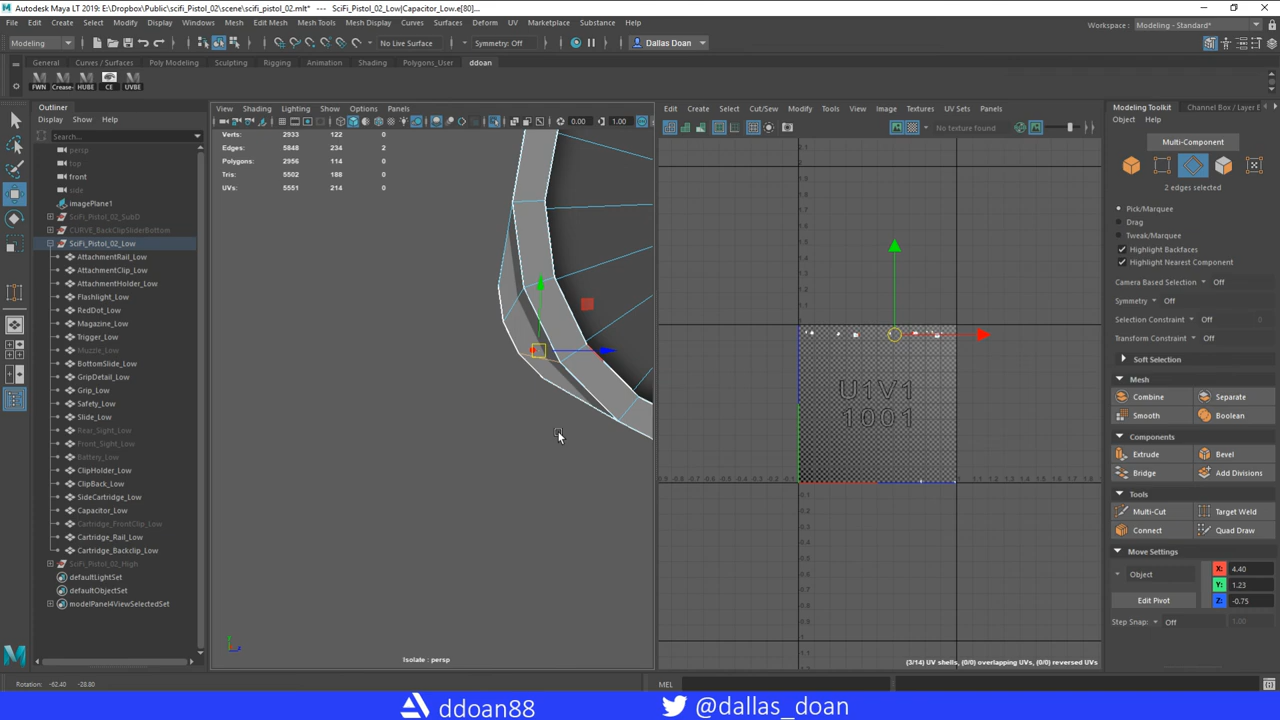 Autodesk Maya LT 2019: E:\Dropbox\Public\sciFi_Pistol_02\scene\scifi_pistol_02.mlt* --- SciFi_Pistol_02_Low|Capacitor_Low.e[80]...
File Edit Create Select Modify Display Windows Mesh Edit Mesh Mesh Tools Mesh Display Curves Surfaces Deform UV Marketplace Substance Help
Workspace: Modeling - Standard*
Modeling No Live Surface Symmetry: Off Dallas Doan
General Curves / Surfaces Poly Modeling Sculpting Rigging Animation Shading Polygons_User ddoan
FWN Crease HUBE CE UVBE
Outliner
Display Show Help
Search...
persp
top
front
side
imagePlane1
SciFi_Pistol_02_SubD
CURVE_BackClipSliderBottom
SciFi_Pistol_02_Low
AttachmentRail_Low
AttachmentClip_Low
AttachmentHolder_Low
Flashlight_Low
RedDot_Low
Magazine_Low
Trigger_Low
Muzzle_Low
BottomSlide_Low
GripDetail_Low
Grip_Low
Safety_Low
Slide_Low
Rear_Sight_Low
Front_Sight_Low
Battery_Low
ClipHolder_Low
ClipBack_Low
SideCartridge_Low
Capacitor_Low
Cartridge_FrontClip_Low
Cartridge_Rail_Low
Cartridge_Backclip_Low
SciFi_Pistol_02_High
defaultLightSet
defaultObjectSet
modelPanel4ViewSelectedSet
View Shading Lighting Show Options Panels
0.00 1.00
Verts: 2933 122 0
Edges: 5848 234 2
Polygons: 2956 114 0
Tris: 5502 188 0
UVs: 5551 214 0
Isolate : persp
Edit Create Select Cut/Sew Modify Tools View Image Textures UV Sets Panels
No texture found
U1V1
1001
(3/14) UV shells, (0/0) overlapping UVs, (0/0) reversed UVs
Modeling Toolkit Channel Box / Layer E
Object Help
Multi-Component
2 edges selected
Pick/Marquee
Drag
Tweak/Marquee
Highlight Backfaces
Highlight Nearest Component
Camera Based Selection Off
Symmetry Off
Selection Constraint Off
Transform Constraint Off
Soft Selection
Mesh
Combine Separate
Smooth Boolean
Components
Extrude Bevel
Bridge Add Divisions
Tools
Multi-Cut Target Weld
Connect Quad Draw
Move Settings
Object
X: 4.40
Y: 1.23
Edit Pivot Z: -0.75
Step Snap: Off 1.00
Rotation: -62.40 -28.80
MEL
ddoan88 @dallas_doan